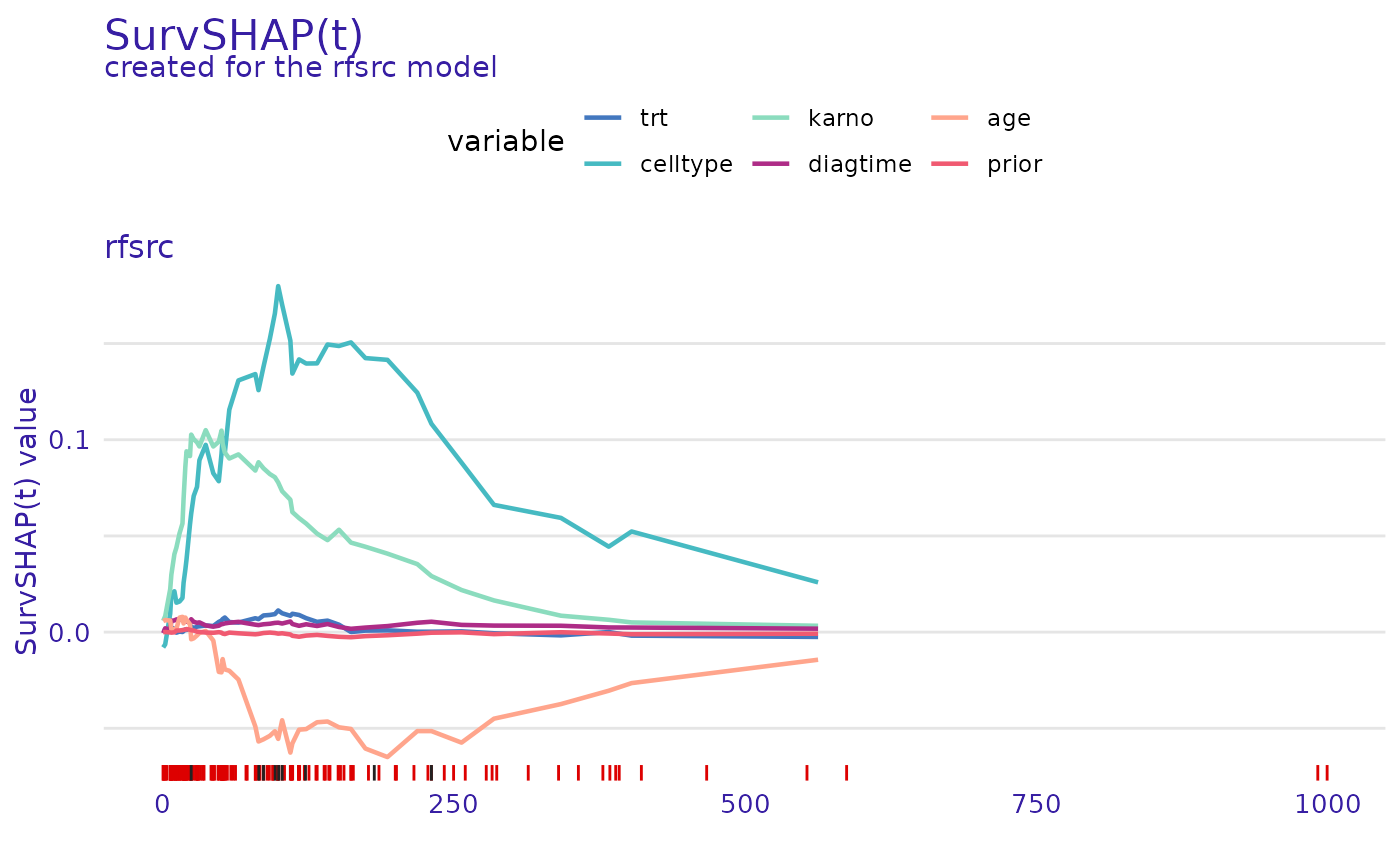 SurvSHAP(t)
created for the rfsrc model
variable
trt
karno
age
celltype
diagtime
prior
rfsrc
SurvSHAP(t) value
0.1
0.0
0
250
500
750
1000